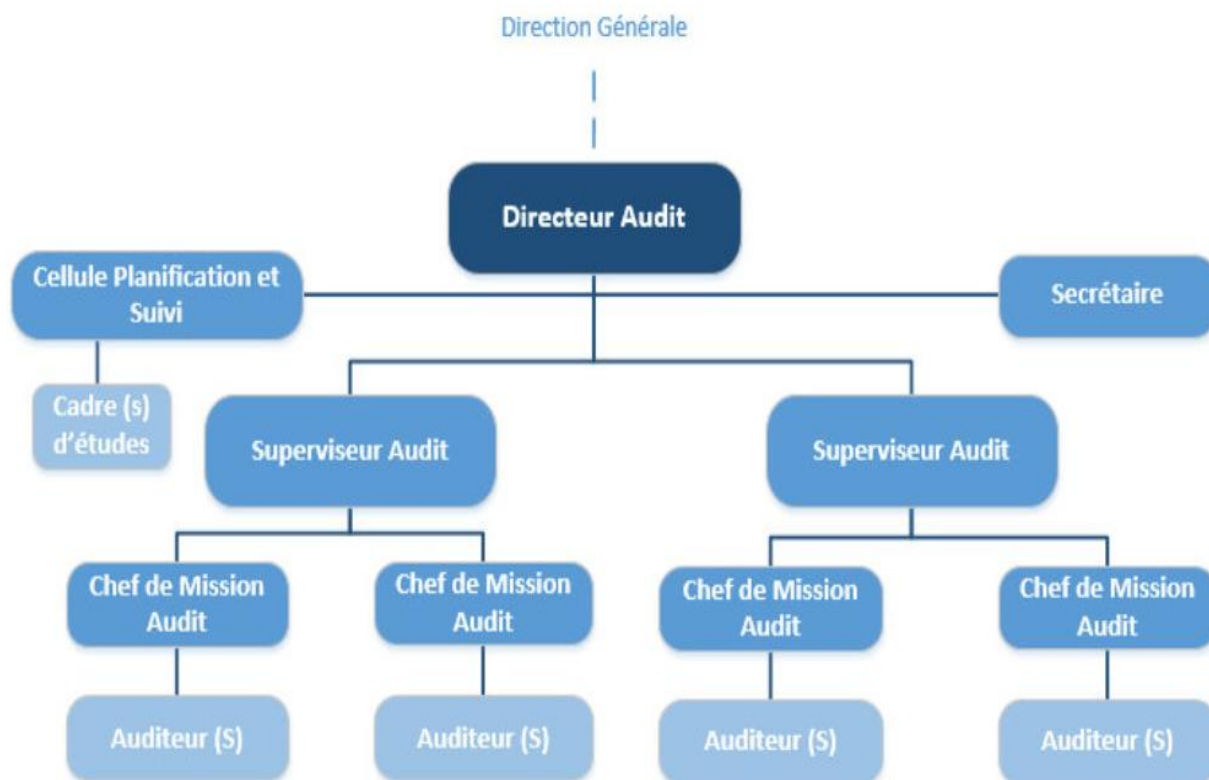 Direction Générale
Directeur Audit
Cellule Planification et
Suivi
Secrétaire
Cadre (s)
d'études
Superviseur Audit
Superviseur Audit
Chef de Mission
Audit
Chef de Mission
Audit
Chef de Mission
Audit
Chef de Mission
Audit
Auditeur (S)
Auditeur (S)
Auditeur (S)
Auditeur (S)